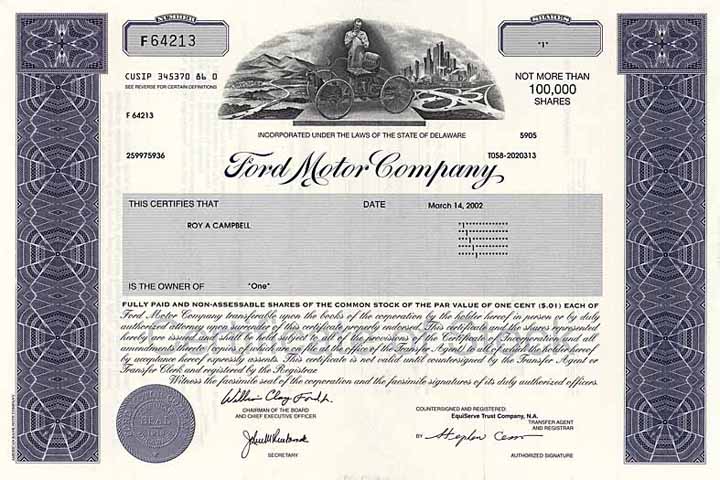 NUMBER
F64213
SHARES
*1*
CUSIP 345370 86 0
SEE REVERSE FOR CERTAIN DEFINITIONS
NOT MORE THAN
100,000
SHARES
F 64213
INCORPORATED UNDER THE LAWS OF THE STATE OF DELAWARE
5905
259975936
T058-2020313
Ford Motor Company
THIS CERTIFIES THAT
DATE
March 14, 2002
ROY A CAMPBELL
IS THE OWNER OF
*One*
FULLY PAID AND NON-ASSESSABLE SHARES OF THE COMMON STOCK OF THE PAR VALUE OF ONE CENT ($.01) EACH OF
Ford Motor Company transferable upon the books of the corporation by the holder hereof in person or by duly
authorized attorney upon surrender of this certificate properly endorsed. This certificate and the shares represented
hereby are issued and shall be held subject to all of the provisions of the Certificate of Incorporation and all
amendments thereto (copies of which are on file at the office of the Transfer Agent) to all of which the holder hereof
by acceptance hereof expressly assents. This certificate is not valid until countersigned by the Transfer Agent or
Transfer Clerk and registered by the Registrar.
Witness the facsimile seal of the corporation and the facsimile signatures of its duly authorized officers.
William Clay Ford Jr.
CHAIRMAN OF THE BOARD
AND CHIEF EXECUTIVE OFFICER
COUNTERSIGNED AND REGISTERED:
EquiServe Trust Company, N.A.
TRANSFER AGENT
AND REGISTRAR
BY
SECRETARY
AUTHORIZED SIGNATURE
SEAL
AMERICAN BANK NOTE COMPANY